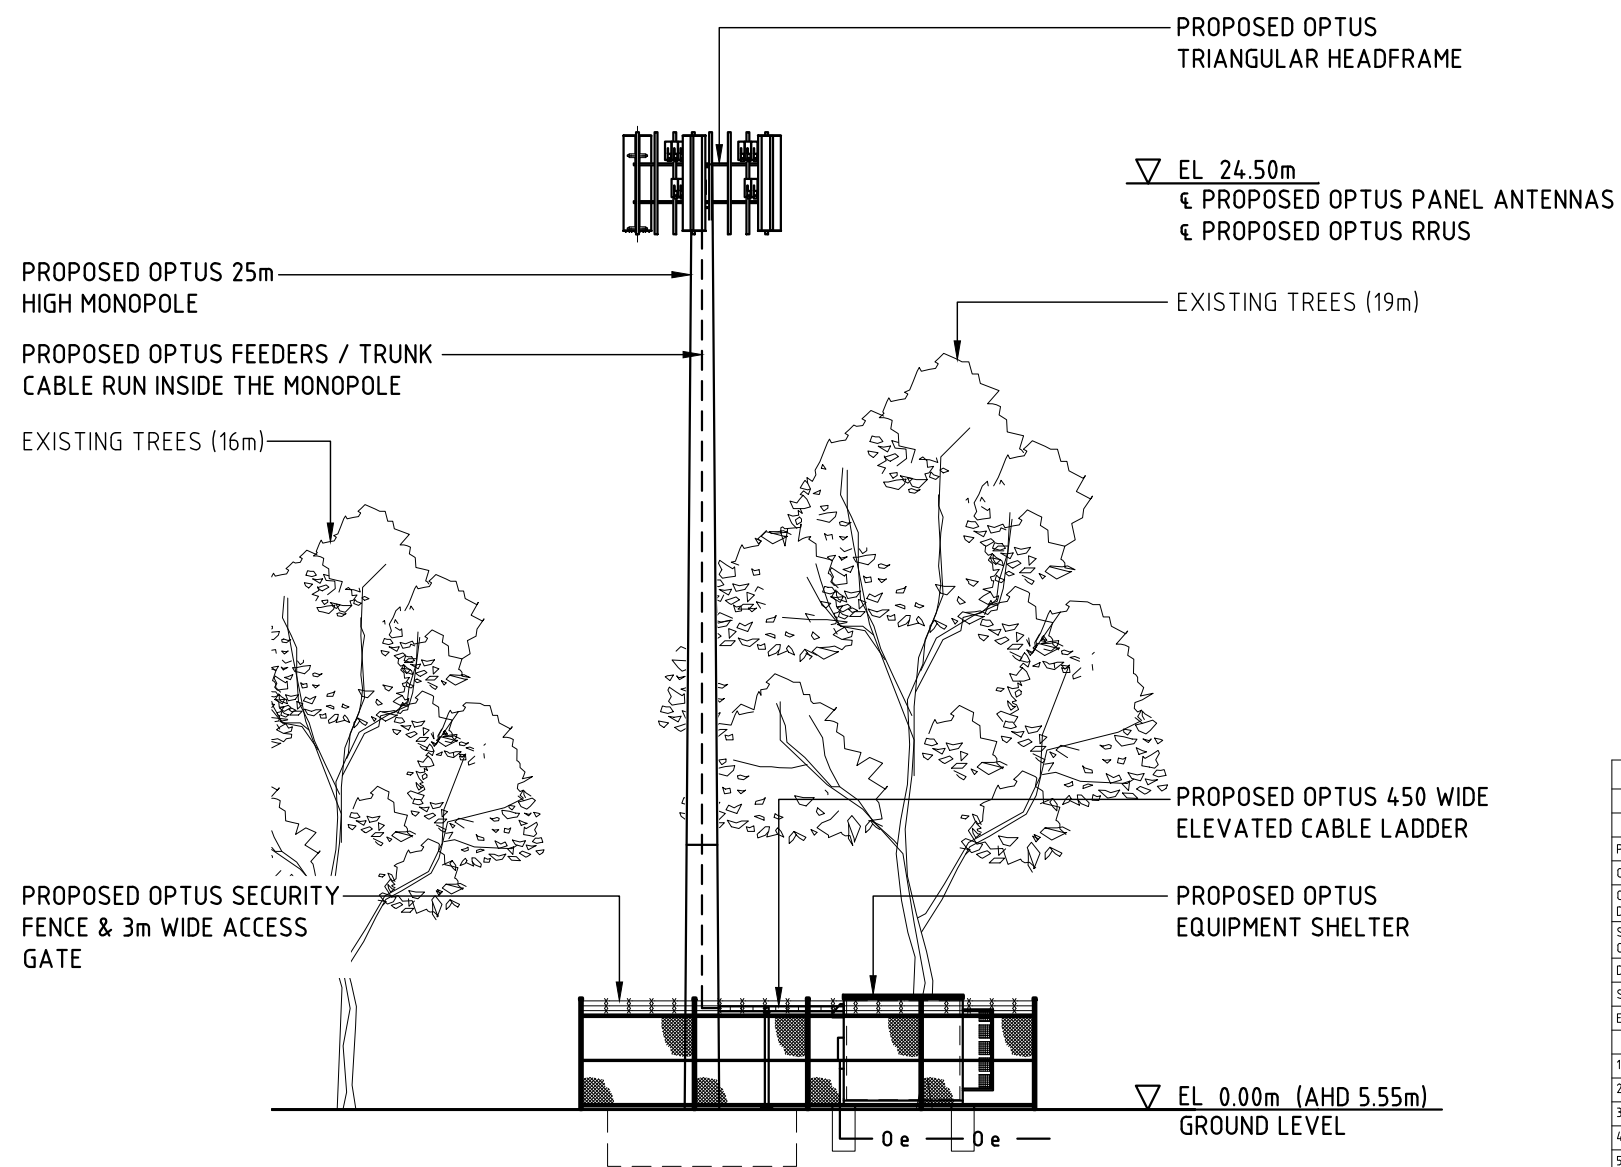 PROPOSED OPTUS
TRIANGULAR HEADFRAME
EL 24.50m
℄ PROPOSED OPTUS PANEL ANTENNAS
℄ PROPOSED OPTUS RRUS
PROPOSED OPTUS 25m
HIGH MONOPOLE
EXISTING TREES (19m)
PROPOSED OPTUS FEEDERS / TRUNK
CABLE RUN INSIDE THE MONOPOLE
EXISTING TREES (16m)
PROPOSED OPTUS 450 WIDE
ELEVATED CABLE LADDER
PROPOSED OPTUS SECURITY
FENCE & 3m WIDE ACCESS
GATE
PROPOSED OPTUS
EQUIPMENT SHELTER
EL 0.00m (AHD 5.55m)
GROUND LEVEL
O e O e